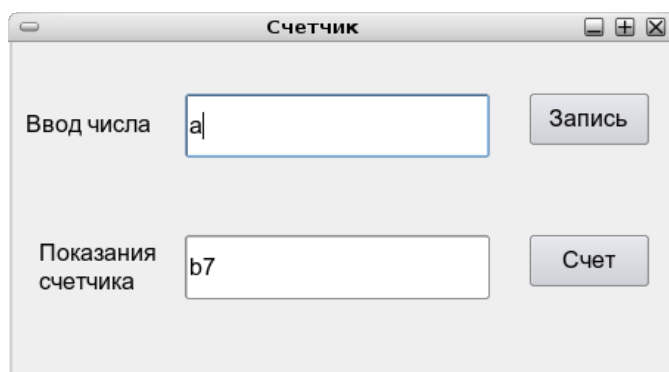 Счетчик
Ввод числа
a
Запись
Показания
счетчика
b7
Счет